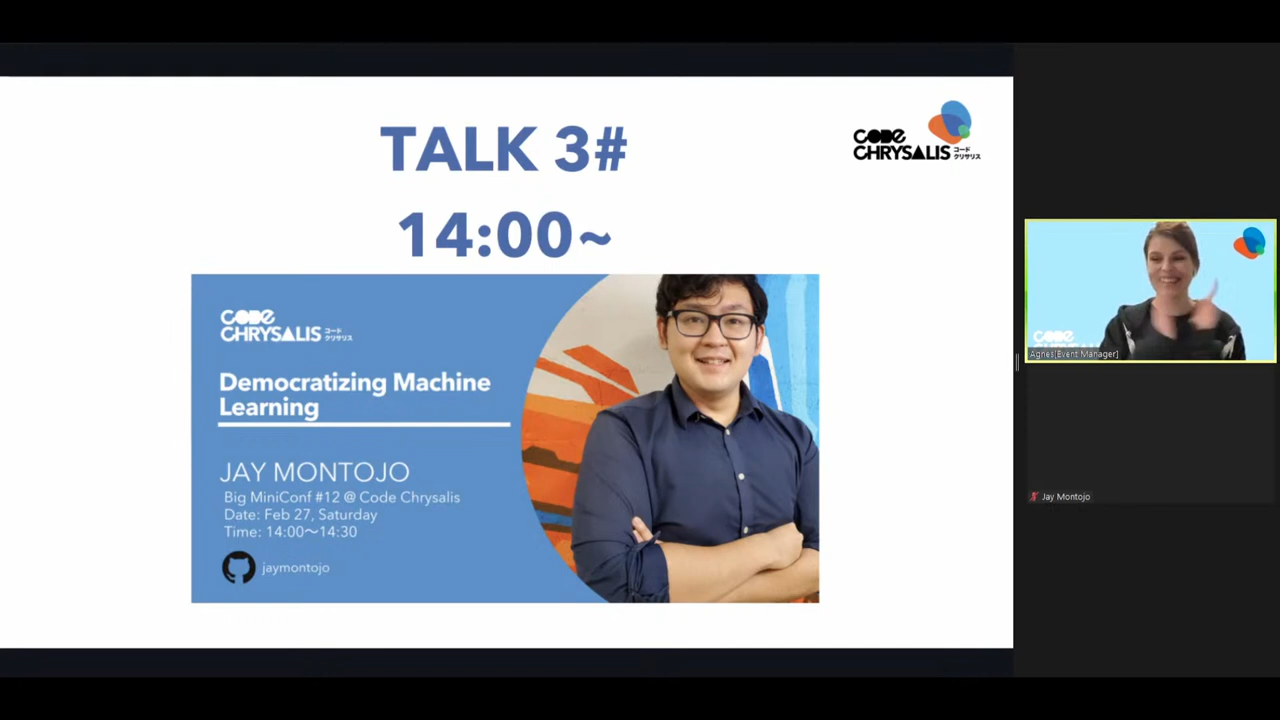 TALK 3#
14:00~
CODE
CHRYSALIS コード
クリサリス
CODE
CHRYSALIS コード
クリサリス
Democratizing Machine
Learning
JAY MONTOJO
Big MiniConf #12 @ Code Chrysalis
Date: Feb 27, Saturday
Time: 14:00〜14:30
jaymontojo
CODE
Agnes[Event Manager]
Jay Montojo